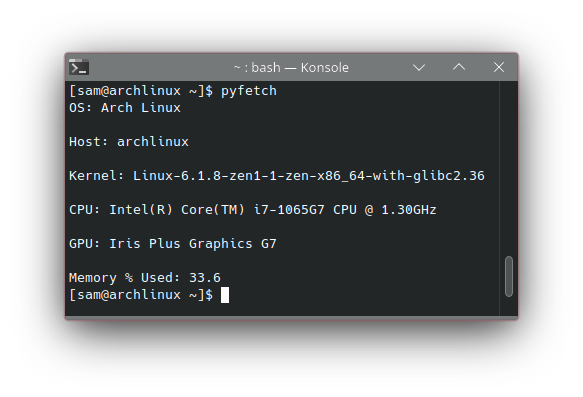 ~ : bash — Konsole
[sam@archlinux ~]$ pyfetch
OS: Arch Linux
Host: archlinux
Kernel: Linux-6.1.8-zen1-1-zen-x86_64-with-glibc2.36
CPU: Intel(R) Core(TM) i7-1065G7 CPU @ 1.30GHz
GPU: Iris Plus Graphics G7
Memory % Used: 33.6
[sam@archlinux ~]$